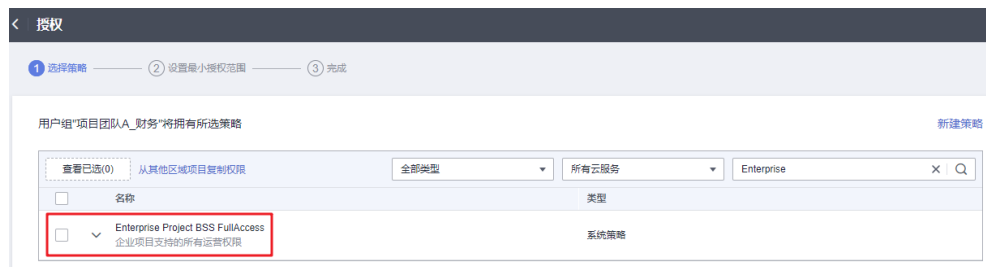 授权
1 选择策略 2 设置最小授权范围 3 完成
用户组"项目团队A_财务"将拥有所选策略 新建策略
查看已选(0) 从其他区域项目复制权限 全部类型 所有云服务 Enterprise
名称 类型
Enterprise Project BSS FullAccess 系统策略
企业项目支持的所有运营权限